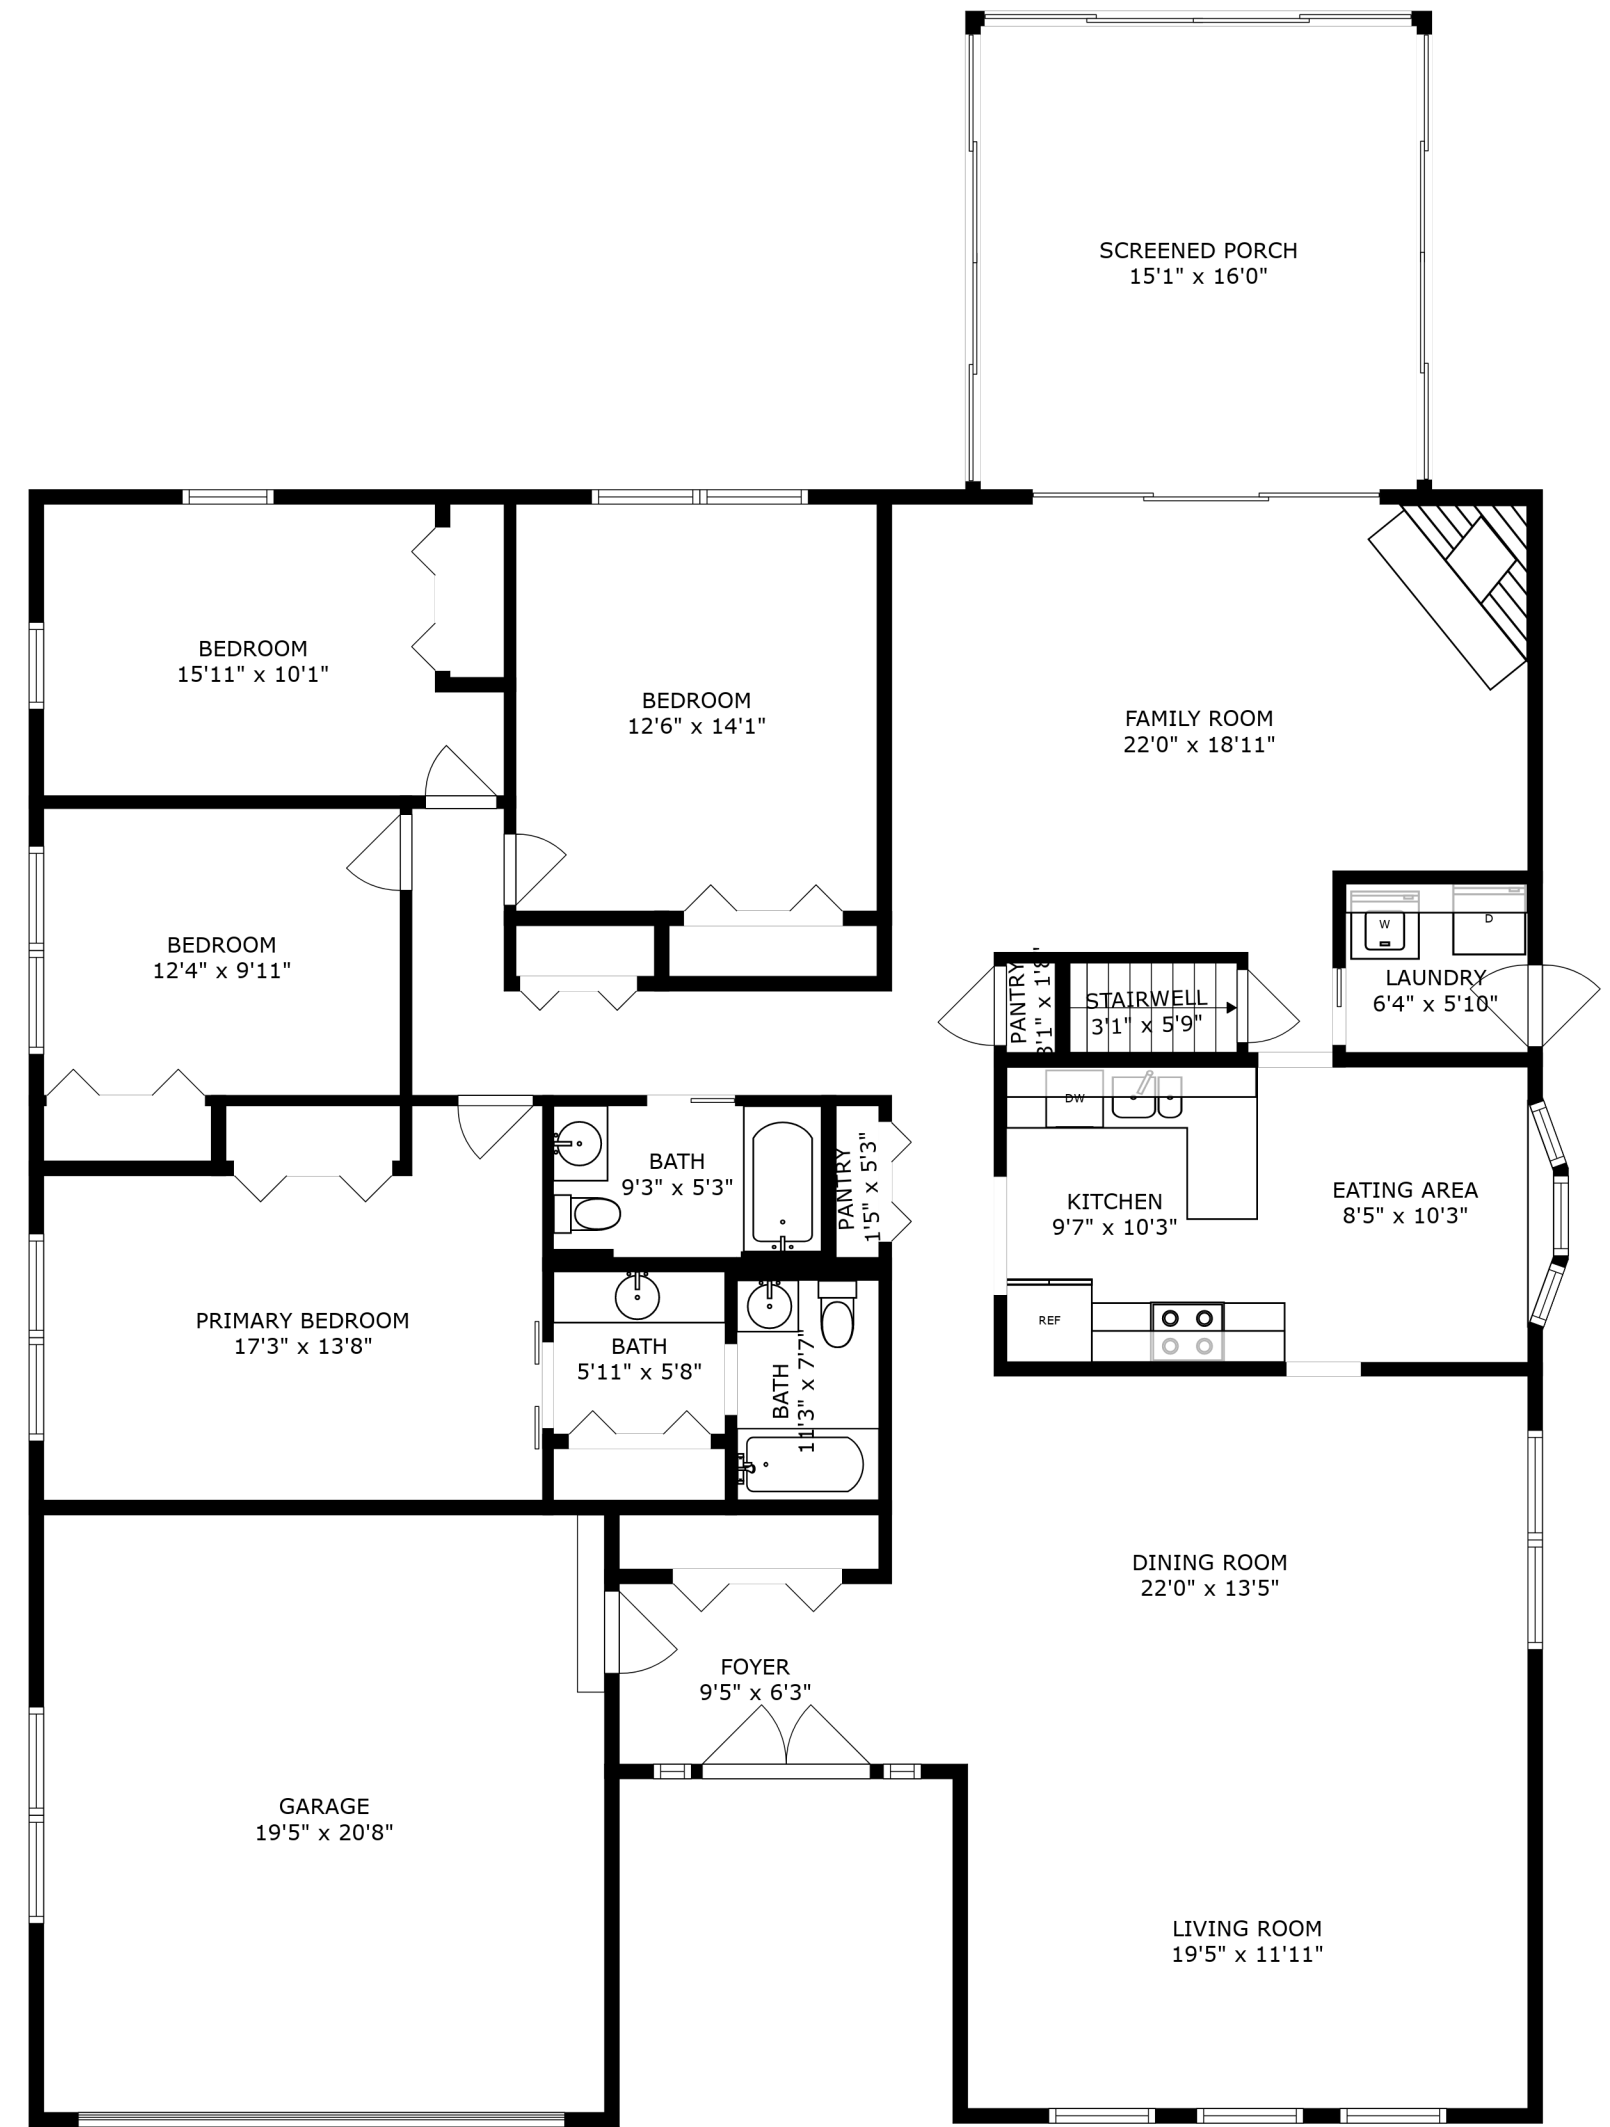 SCREENED PORCH
15'1" x 16'0"
BEDROOM
15'11" x 10'1"
BEDROOM
12'6" x 14'1"
FAMILY ROOM
22'0" x 18'11"
BEDROOM
12'4" x 9'11"
PANTRY
3'1" x 1'8"
STAIRWELL
3'1" x 5'9"
W
D
LAUNDRY
6'4" x 5'10"
DW
BATH
9'3" x 5'3"
PANTRY
1'5" x 5'3"
KITCHEN
9'7" x 10'3"
EATING AREA
8'5" x 10'3"
PRIMARY BEDROOM
17'3" x 13'8"
BATH
5'11" x 5'8"
BATH
11'3" x 7'7"
REF
DINING ROOM
22'0" x 13'5"
FOYER
9'5" x 6'3"
GARAGE
19'5" x 20'8"
LIVING ROOM
19'5" x 11'11"